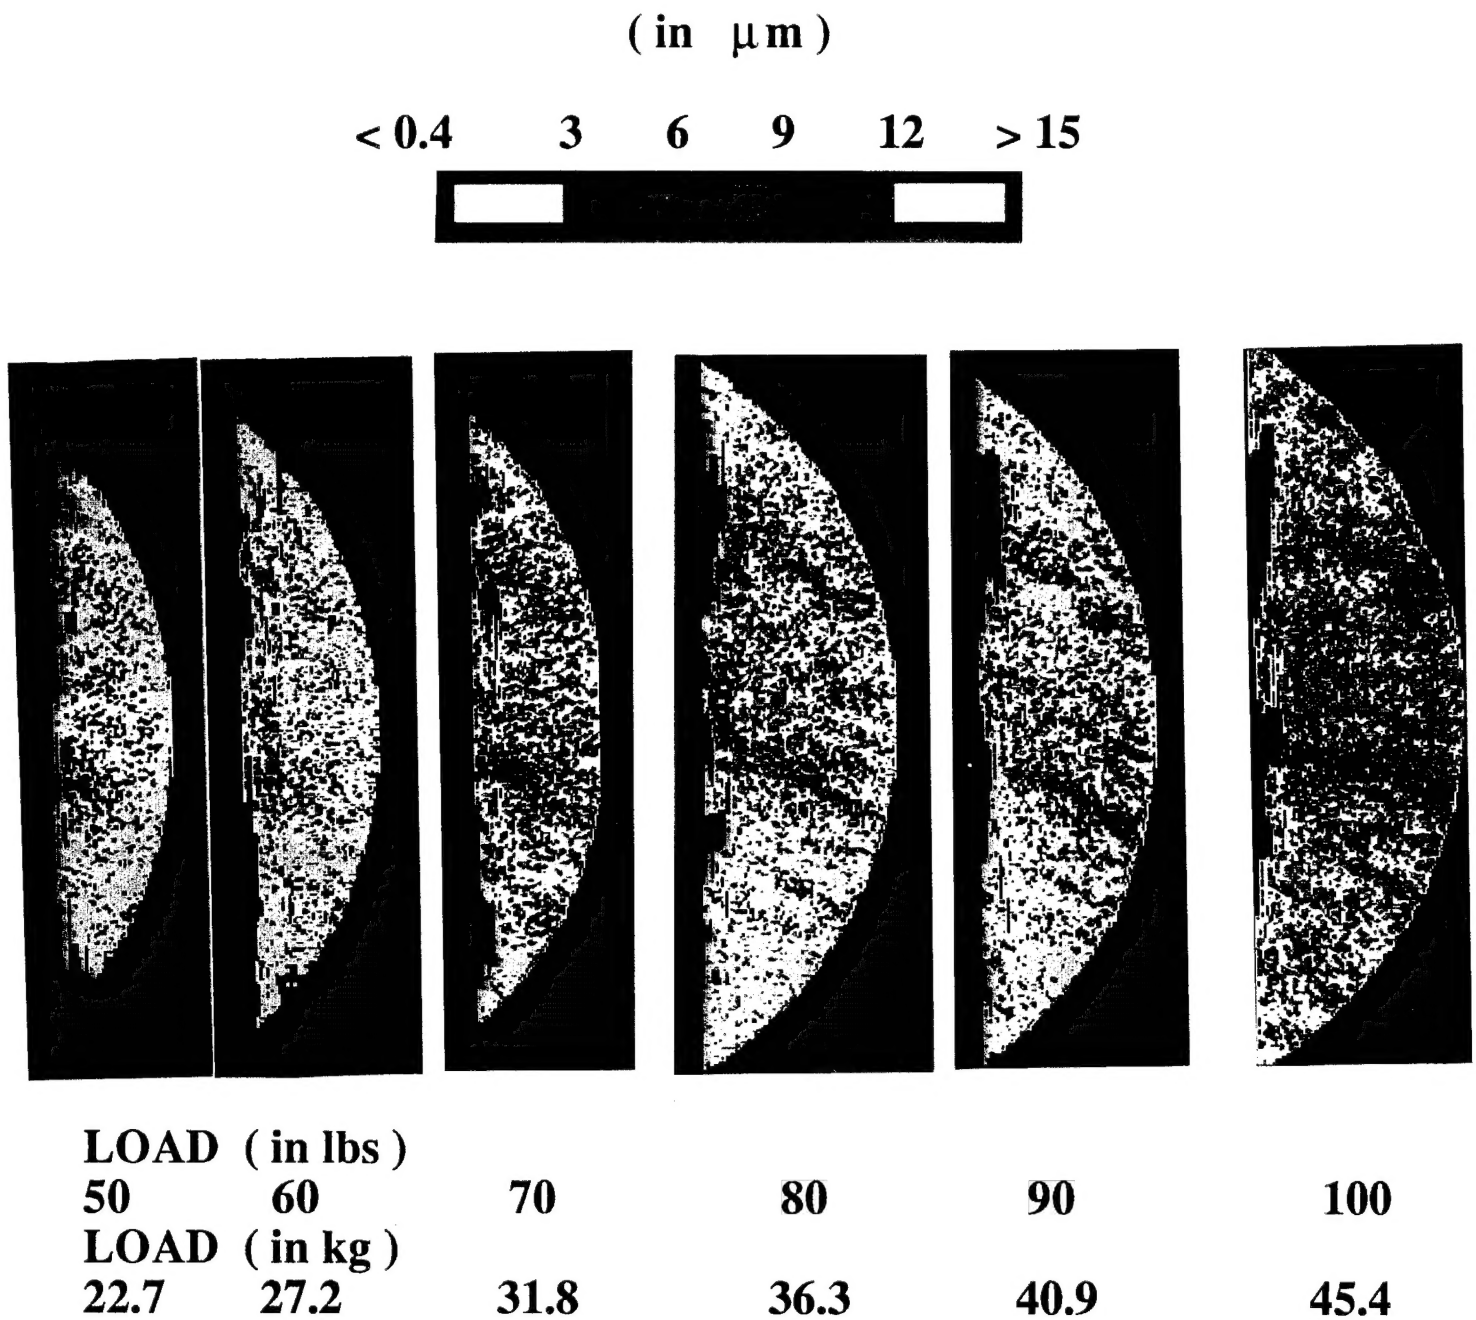 ( in μm )
< 0.4 3 6 9 12 > 15
LOAD ( in lbs )
50 60 70 80 90 100
LOAD ( in kg )
22.7 27.2 31.8 36.3 40.9 45.4